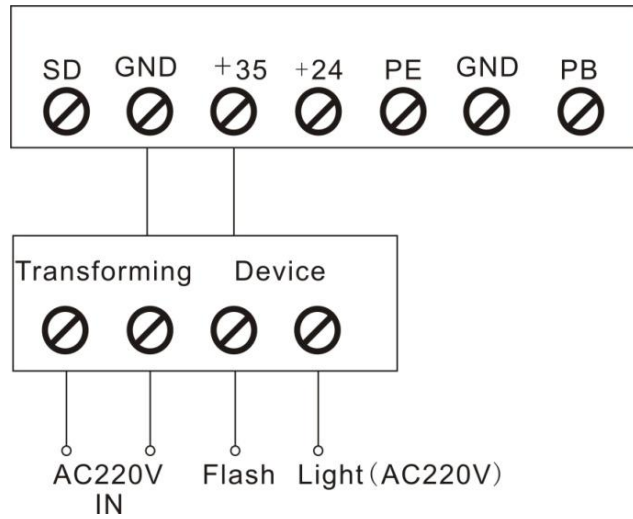 SD GND +35 +24 PE GND PB
Transforming Device
AC220V Flash Light(AC220V)
IN